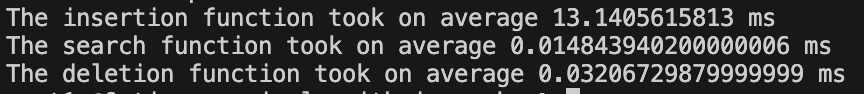 The insertion function took on average 13.1405615813 ms
The search function took on average 0.014843940200000006 ms
The deletion function took on average 0.03206729879999999 ms